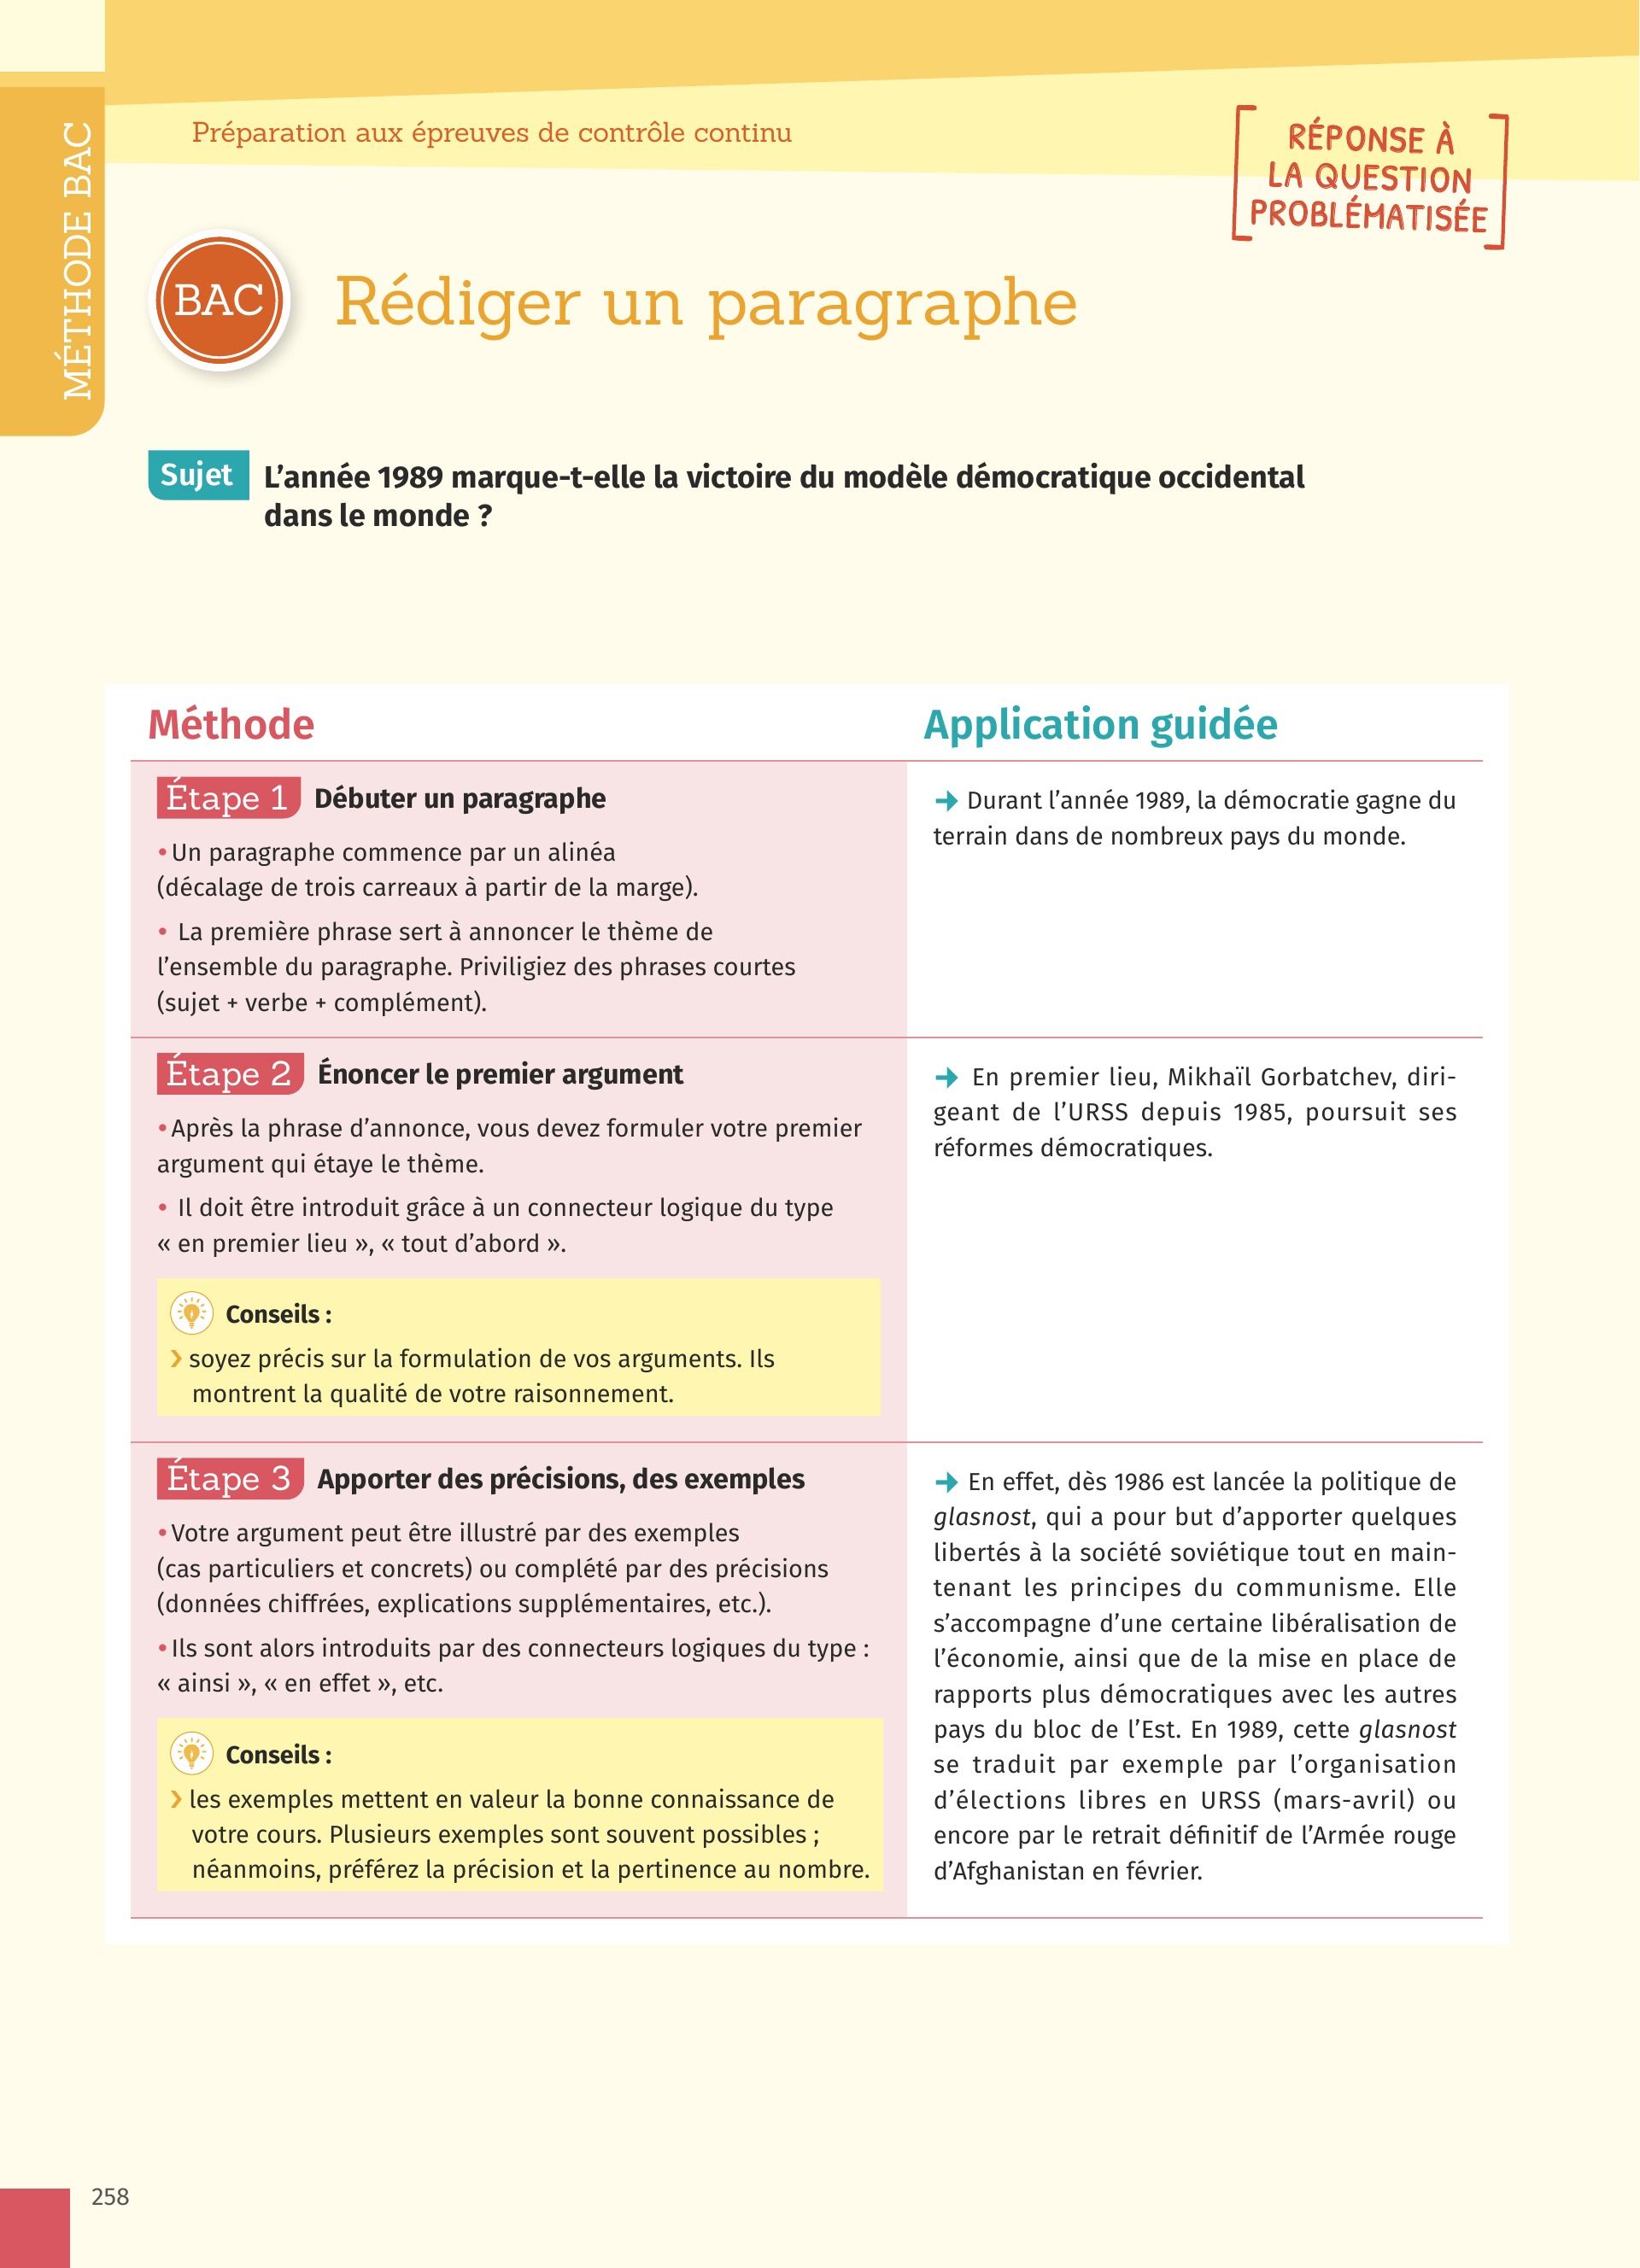 MÉTHODE BAC
Préparation aux épreuves de contrôle continu
RÉPONSE À
LA QUESTION
PROBLÉMATISÉE
BAC
Rédiger un paragraphe
Sujet
L’année 1989 marque-t-elle la victoire du modèle démocratique occidental
dans le monde ?
Méthode
Étape 1 Débuter un paragraphe
• Un paragraphe commence par un alinéa
(décalage de trois carreaux à partir de la marge).
• La première phrase sert à annoncer le thème de
l’ensemble du paragraphe. Priviligiez des phrases courtes
(sujet + verbe + complément).
Application guidée
➜ Durant l’année 1989, la démocratie gagne du
terrain dans de nombreux pays du monde.
Étape 2 Énoncer le premier argument
• Après la phrase d’annonce, vous devez formuler votre premier
argument qui étaye le thème.
• Il doit être introduit grâce à un connecteur logique du type
« en premier lieu », « tout d’abord ».
Conseils :
› soyez précis sur la formulation de vos arguments. Ils
montrent la qualité de votre raisonnement.
➜ En premier lieu, Mikhaïl Gorbatchev, diri-
geant de l’URSS depuis 1985, poursuit ses
réformes démocratiques.
Étape 3 Apporter des précisions, des exemples
• Votre argument peut être illustré par des exemples
(cas particuliers et concrets) ou complété par des précisions
(données chiffrées, explications supplémentaires, etc.).
• Ils sont alors introduits par des connecteurs logiques du type :
« ainsi », « en effet », etc.
Conseils :
› les exemples mettent en valeur la bonne connaissance de
votre cours. Plusieurs exemples sont souvent possibles ;
néanmoins, préférez la précision et la pertinence au nombre.
➜ En effet, dès 1986 est lancée la politique de
glasnost, qui a pour but d’apporter quelques
libertés à la société soviétique tout en main-
tenant les principes du communisme. Elle
s’accompagne d’une certaine libéralisation de
l’économie, ainsi que de la mise en place de
rapports plus démocratiques avec les autres
pays du bloc de l’Est. En 1989, cette glasnost
se traduit par exemple par l’organisation
d’élections libres en URSS (mars-avril) ou
encore par le retrait définitif de l’Armée rouge
d’Afghanistan en février.
258